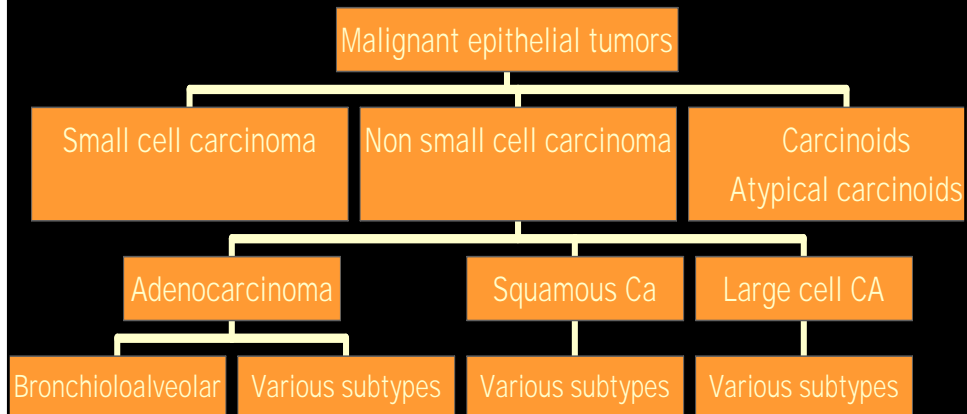 Malignant epithelial tumors
Small cell carcinoma
Non small cell carcinoma
Carcinoids
Atypical carcinoids
Adenocarcinoma
Squamous Ca
Large cell CA
Bronchioloalveolar
Various subtypes
Various subtypes
Various subtypes